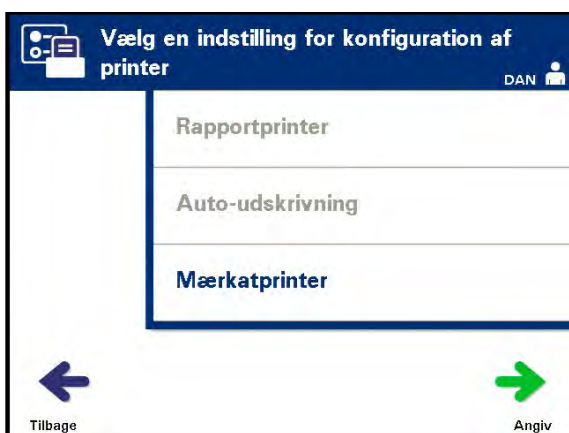 Vælg en indstilling for konfiguration af
printer
DAN
Rapportprinter
Auto-udskrivning
Mærkatprinter
Tilbage
Angiv